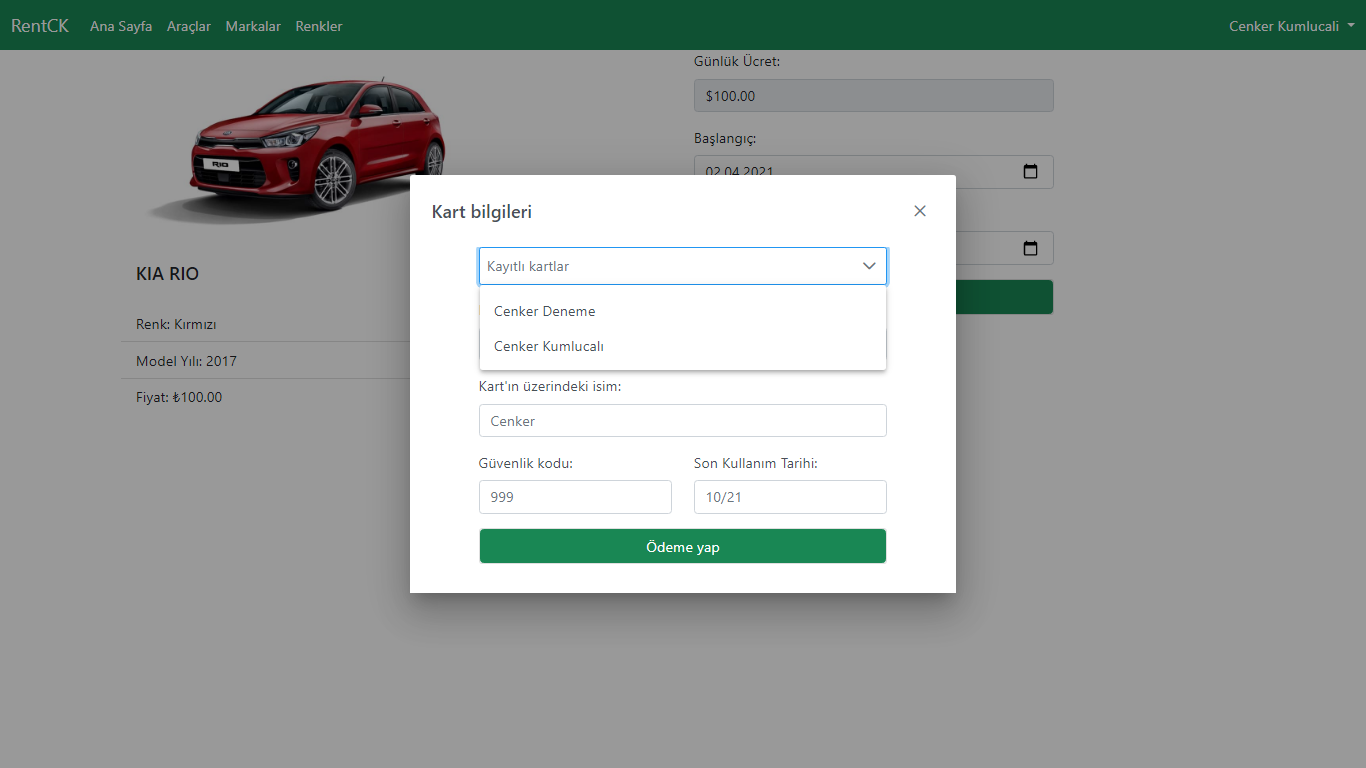 RentCK Ana Sayfa Araçlar Markalar Renkler Cenker Kumlucali
Günlük Ücret:
$100.00
Başlangıç:
02.04.2021
RIO
KIA RIO
Renk: Kırmızı
Model Yılı: 2017
Fiyat: ₺100.00
Kart bilgileri
Kayıtlı kartlar
Cenker Deneme
Cenker Kumlucalı
Kart'ın üzerindeki isim:
Cenker
Güvenlik kodu: Son Kullanım Tarihi:
999 10/21
Ödeme yap